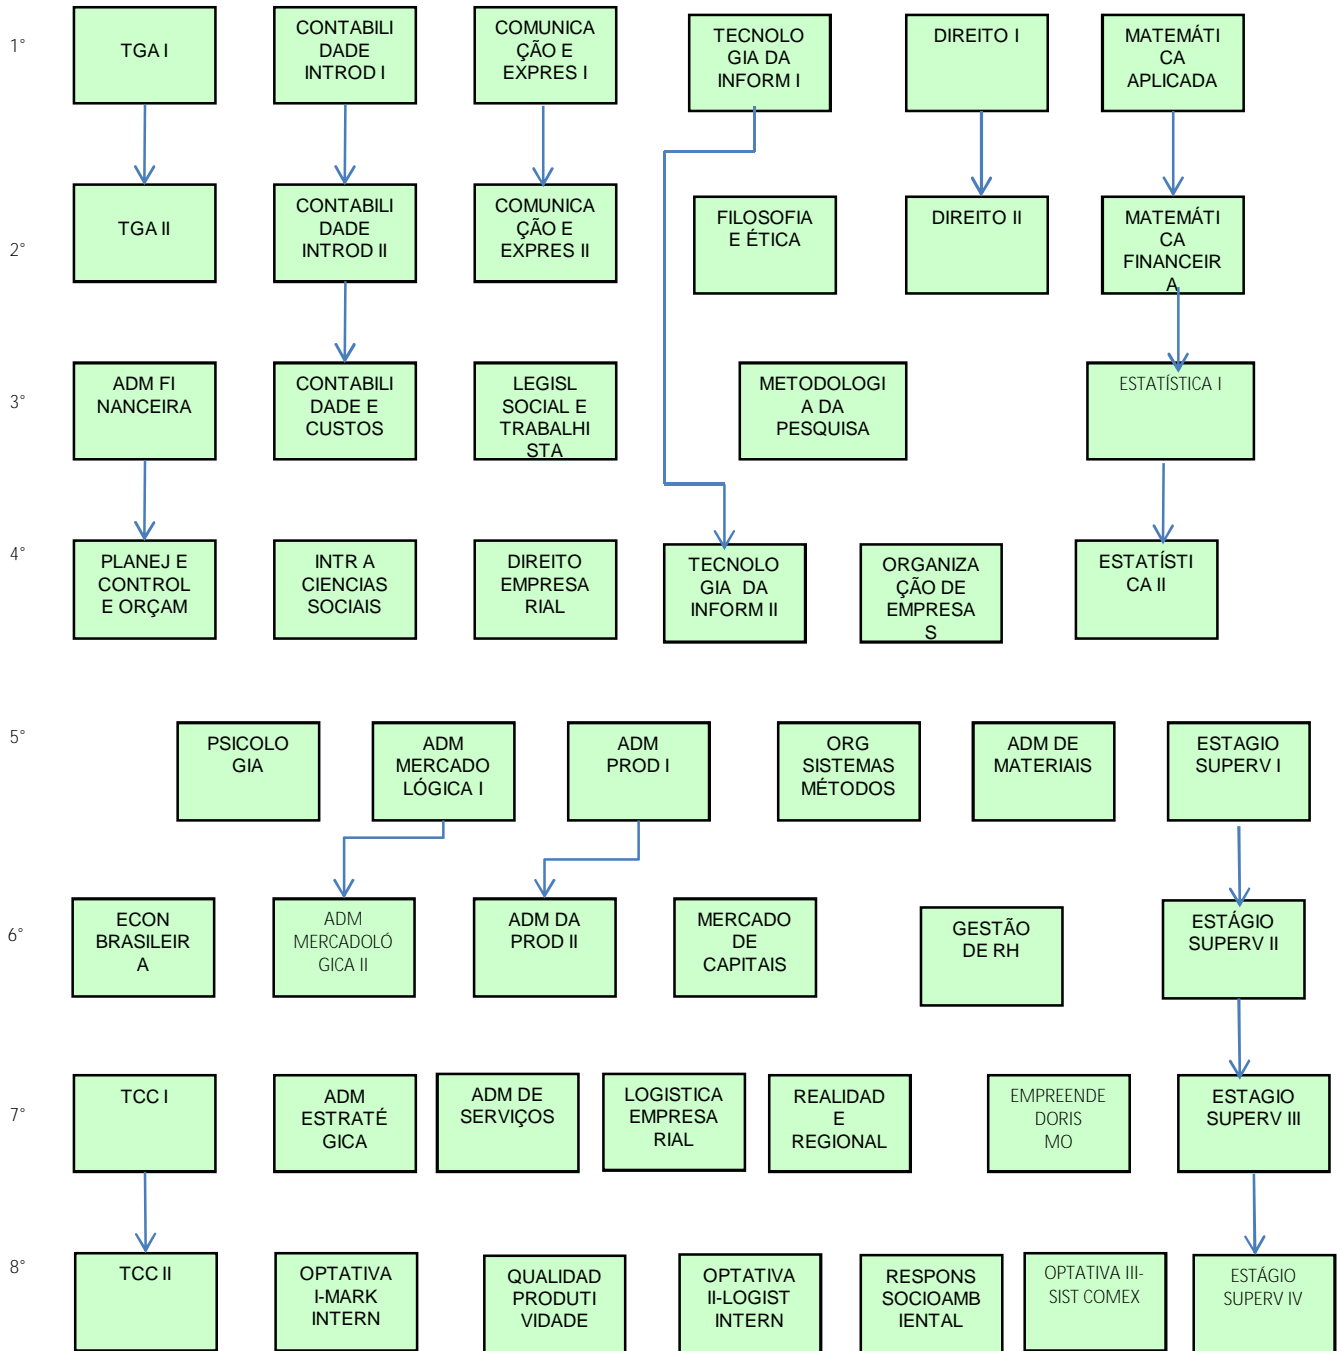 1°
TGA I
CONTABILI
DADE
INTROD I
COMUNICA
ÇÃO E
EXPRES I
TECNOLO
GIA DA
INFORM I
DIREITO I
MATEMÁTI
CA
APLICADA
2°
TGA II
CONTABILI
DADE
INTROD II
COMUNICA
ÇÃO E
EXPRES II
FILOSOFIA
E ÉTICA
DIREITO II
MATEMÁTI
CA
FINANCEIR
A
3°
ADM FI
NANCEIRA
CONTABILI
DADE E
CUSTOS
LEGISL
SOCIAL E
TRABALHI
STA
METODOLOGI
A DA
PESQUISA
ESTATÍSTICA I
4°
PLANEJ E
CONTROL
E ORÇAM
INTR A
CIENCIAS
SOCIAIS
DIREITO
EMPRESA
RIAL
TECNOLO
GIA DA
INFORM II
ORGANIZA
ÇÃO DE
EMPRESA
S
ESTATÍSTI
CA II
5°
PSICOLO
GIA
ADM
MERCADO
LÓGICA I
ADM
PROD I
ORG
SISTEMAS
MÉTODOS
ADM DE
MATERIAIS
ESTAGIO
SUPERV I
6°
ECON
BRASILEIR
A
ADM
MERCADOLÓ
GICA II
ADM DA
PROD II
MERCADO
DE
CAPITAIS
GESTÃO
DE RH
ESTÁGIO
SUPERV II
7°
TCC I
ADM
ESTRATÉ
GICA
ADM DE
SERVIÇOS
LOGISTICA
EMPRESA
RIAL
REALIDAD
E
REGIONAL
EMPREENDE
DORIS
MO
ESTAGIO
SUPERV III
8°
TCC II
OPTATIVA
I-MARK
INTERN
QUALIDAD
PRODUTI
VIDADE
OPTATIVA
II-LOGIST
INTERN
RESPONS
SOCIOAMB
IENTAL
OPTATIVA III-
SIST COMEX
ESTÁGIO
SUPERV IV